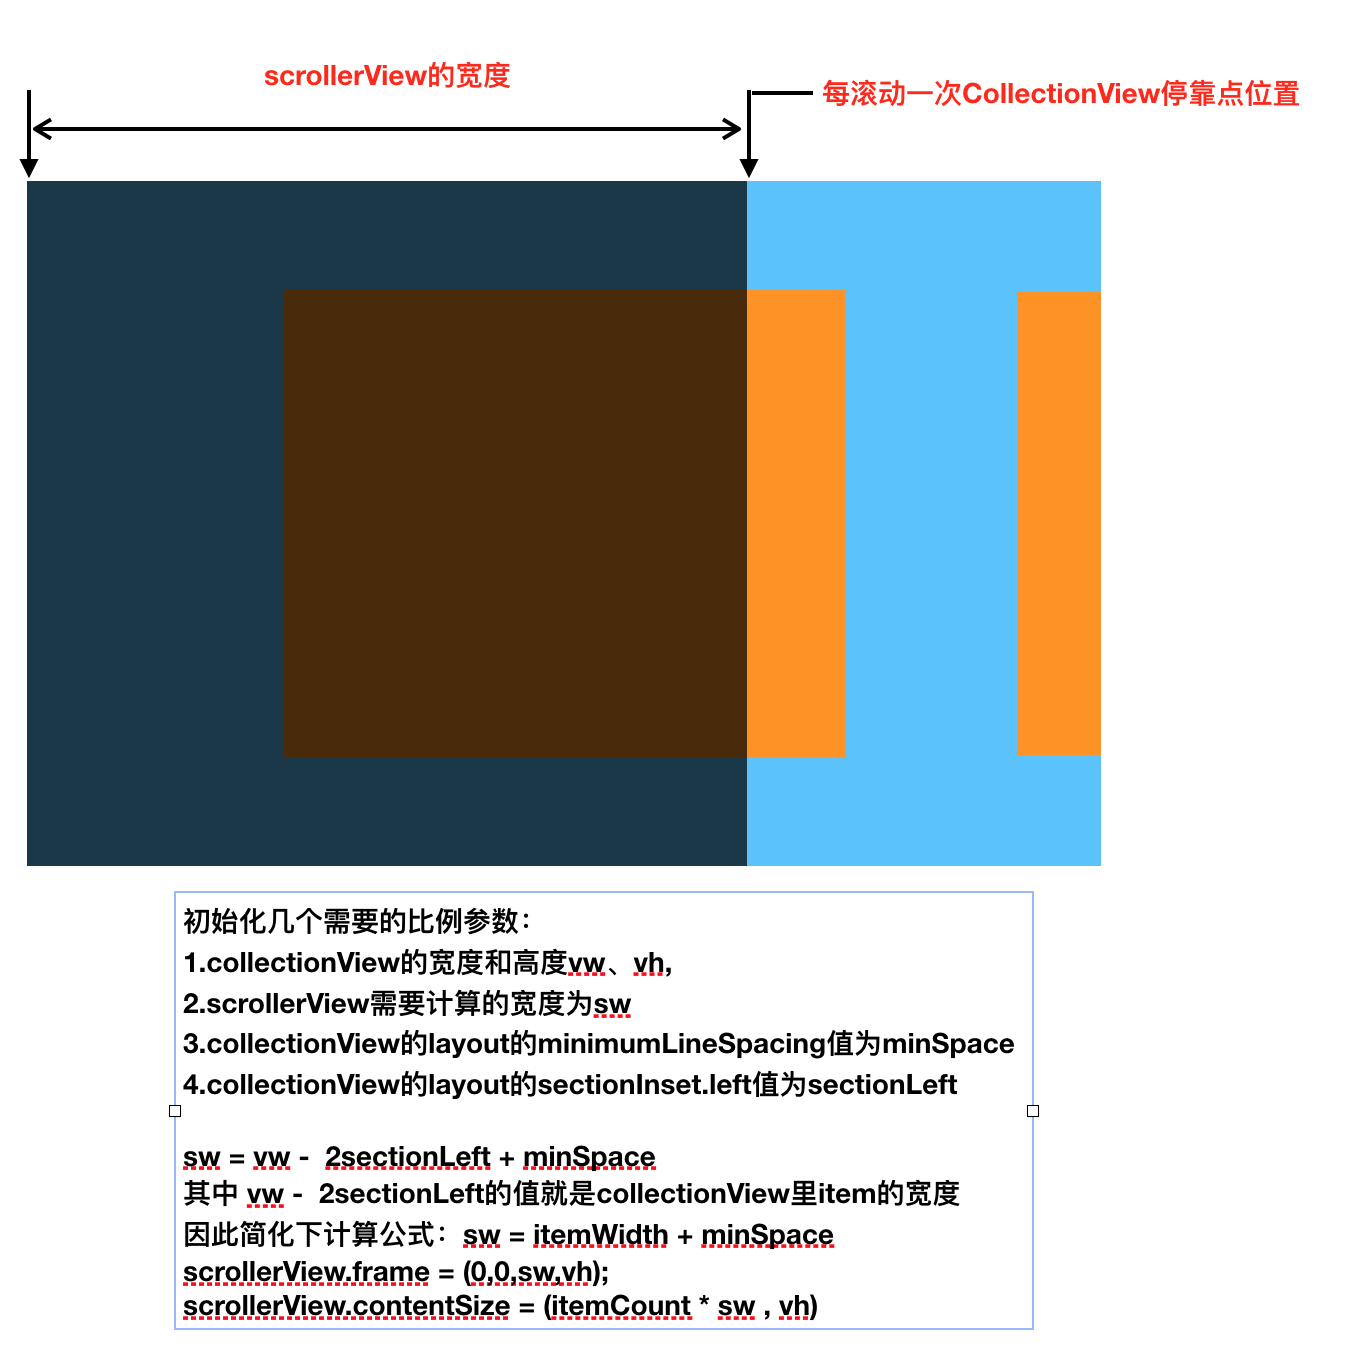 scrollerView的宽度
每滚动一次CollectionView停靠点位置
初始化几个需要的比例参数：
1.collectionView的宽度和高度vw、vh,
2.scrollerView需要计算的宽度为sw
3.collectionView的layout的minimumLineSpacing值为minSpace
4.collectionView的layout的sectionInset.left值为sectionLeft
sw = vw -  2sectionLeft + minSpace
其中 vw -  2sectionLeft的值就是collectionView里item的宽度
因此简化下计算公式：sw = itemWidth + minSpace
scrollerView.frame = (0,0,sw,vh);
scrollerView.contentSize = (itemCount * sw , vh)